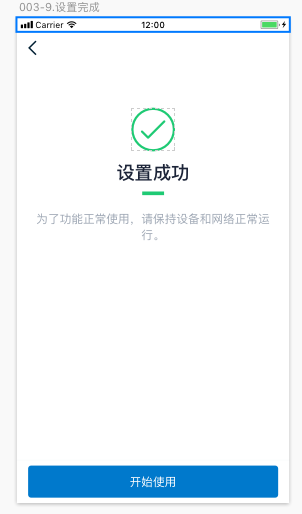 003-9.设置完成
Carrier 12:00
设置成功
为了功能正常使用，请保持设备和网络正常运
行。
开始使用